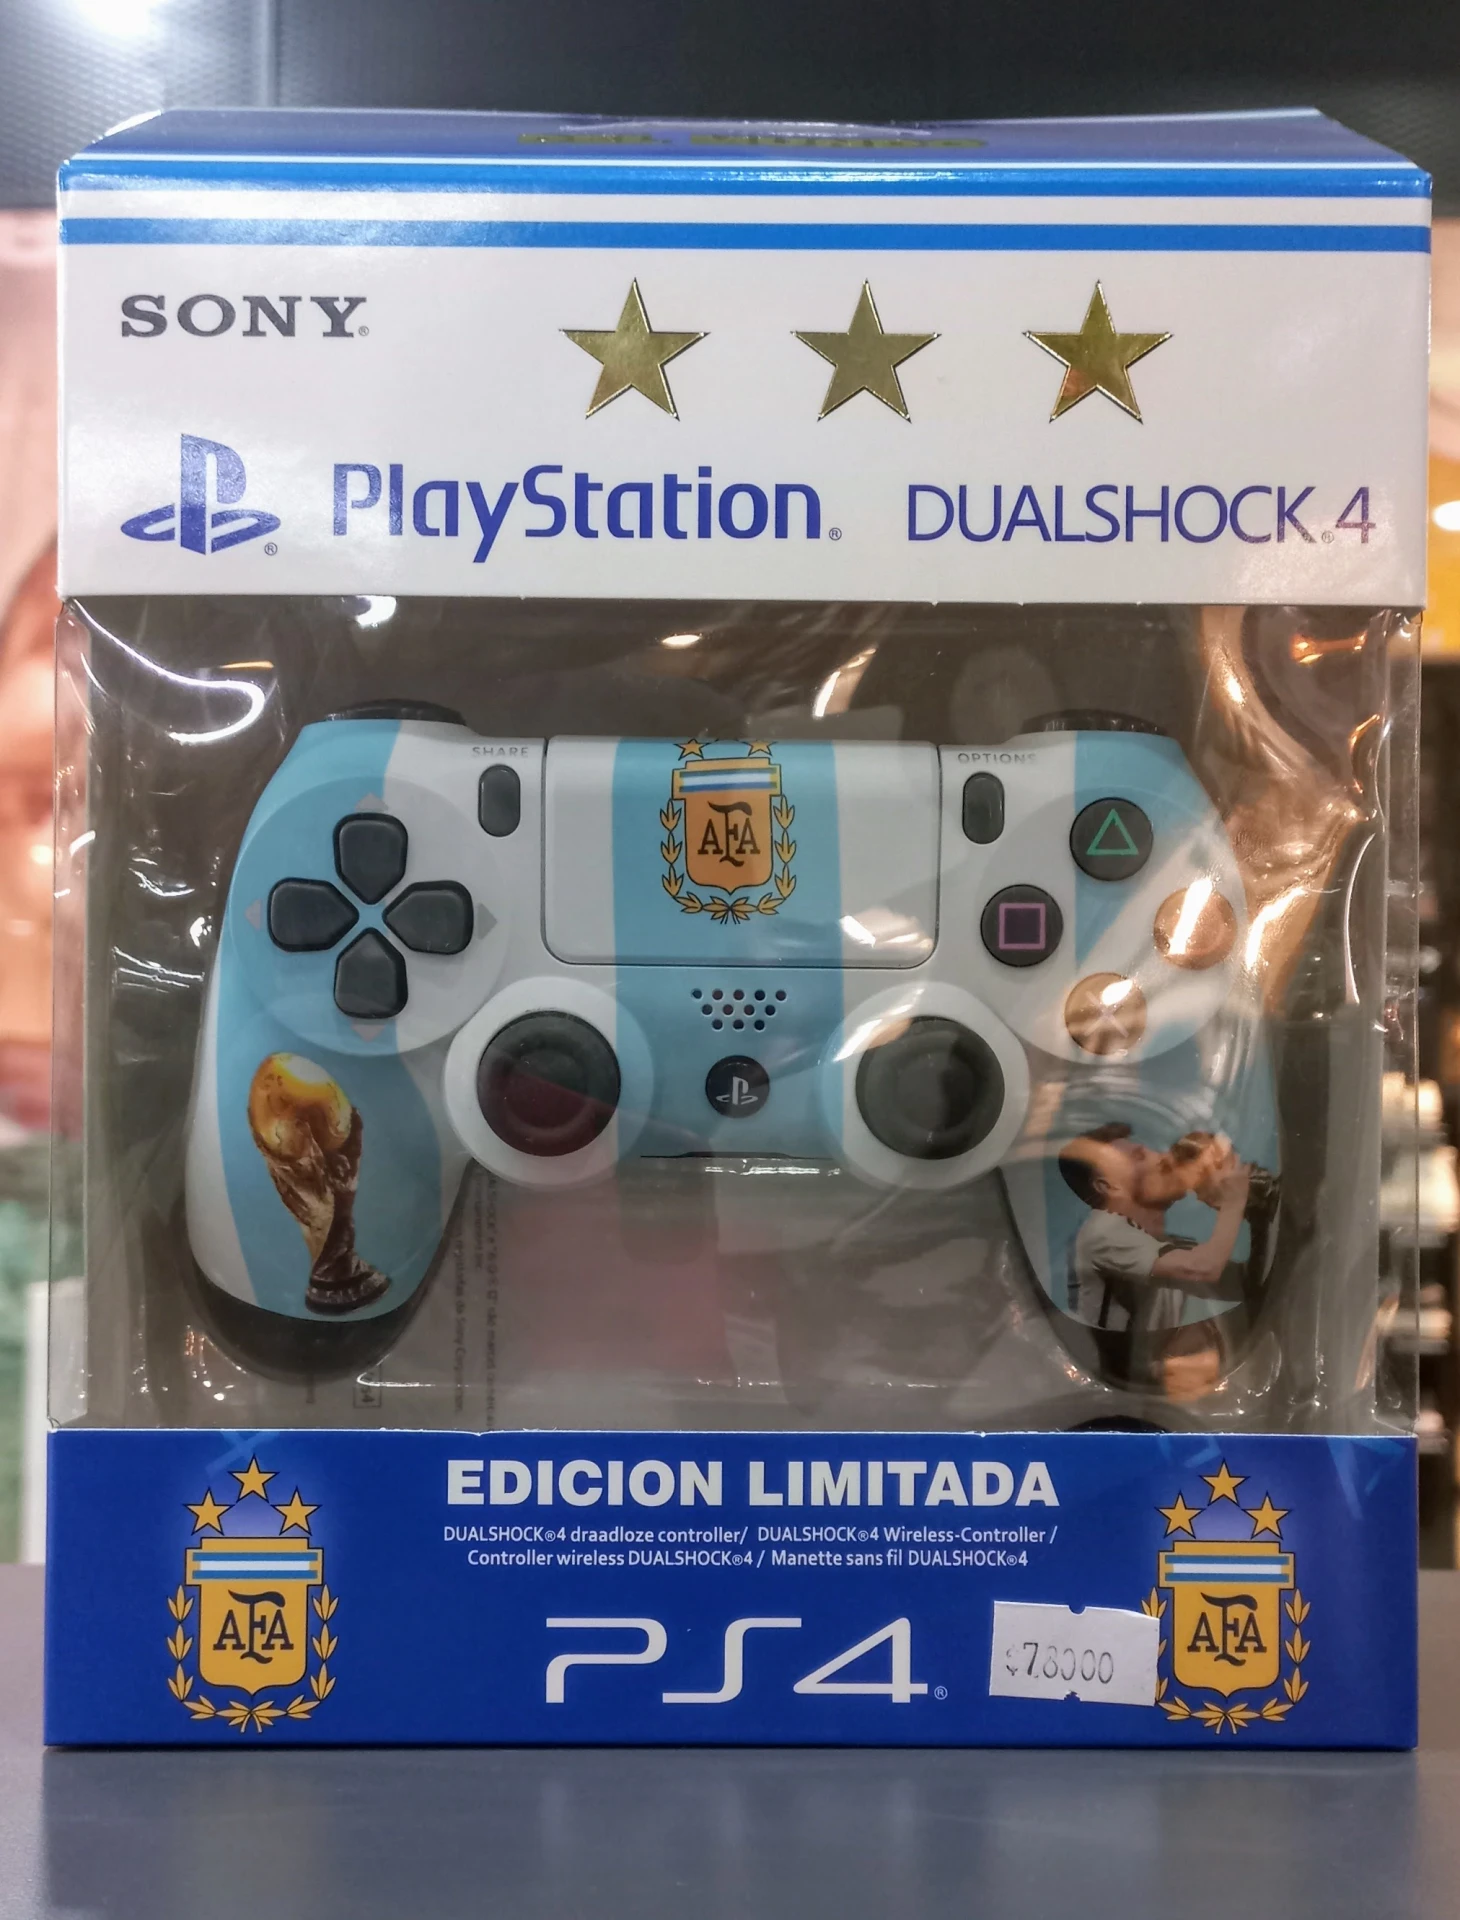 SONY®
PlayStation® DUALSHOCK®4
SHARE
OPTIONS
AFA
EDICION LIMITADA
DUALSHOCK®4 draadloze controller/ DUALSHOCK®4 Wireless-Controller /
Controller wireless DUALSHOCK®4 / Manette sans fil DUALSHOCK®4
AFA
AFA
PS4®
$78000